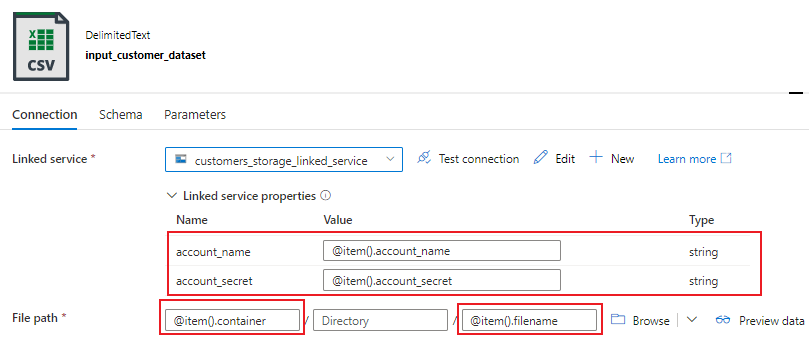 DelimitedText
input_customer_dataset
CSV
Connection Schema Parameters
Linked service * customers_storage_linked_service Test connection Edit New Learn more
Linked service properties
Name Value Type
account_name @item().account_name string
account_secret @item().account_secret string
File path * @item().container / Directory / @item().filename Browse Preview data